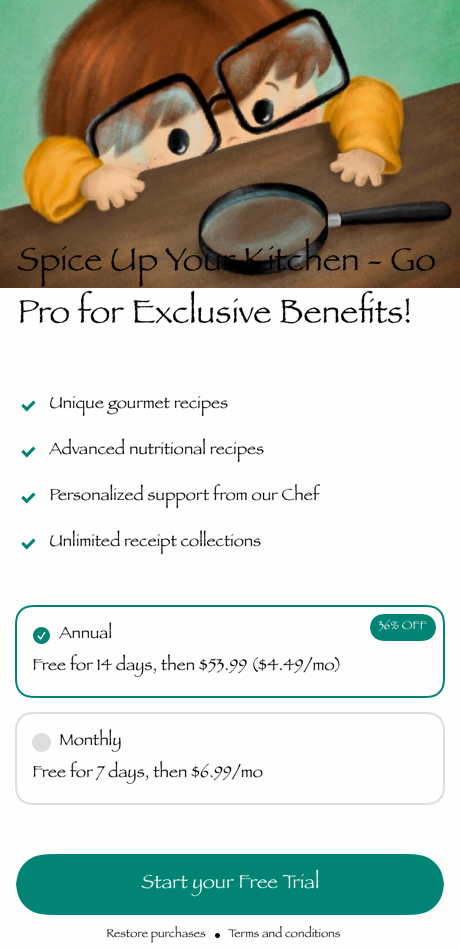 Spice Up Your Kitchen - Go
Pro for Exclusive Benefits!
Unique gourmet recipes
Advanced nutritional recipes
Personalized support from our Chef
Unlimited receipt collections
Annual
36% OFF
Free for 14 days, then $53.99 ($4.49/mo)
Monthly
Free for 7 days, then $6.99/mo
Start your Free Trial
Restore purchases • Terms and conditions